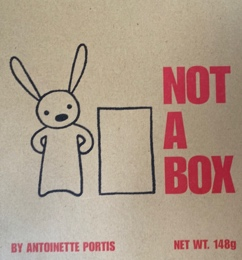 NOT
A
BOX
BY ANTOINETTE PORTIS
NET WT. 148g